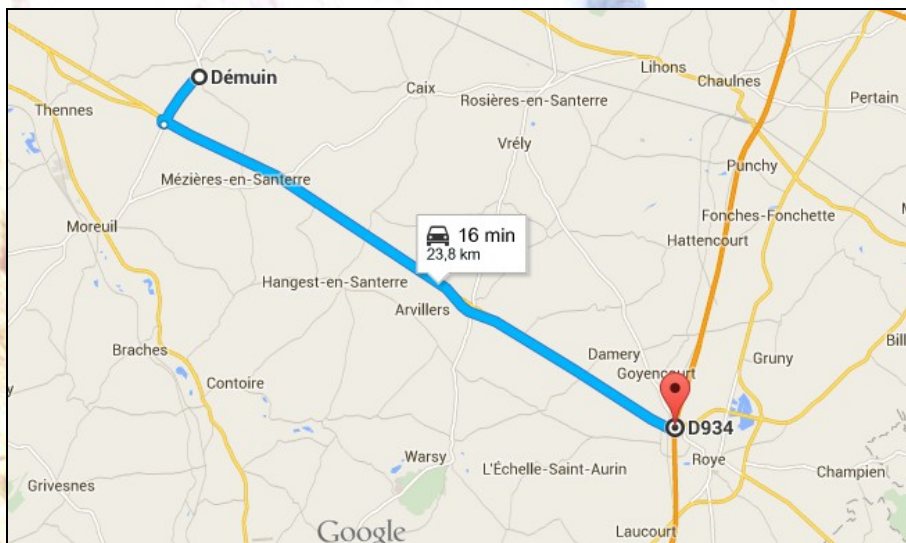 Démuin
Lihons
Chaulnes
Caix
Rosières-en-Santerre
Pertain
Thennes
Vrély
Punchy
Mézières-en-Santerre
Fonches-Fonchette
Moreuil
16 min
23,8 km
Hattencourt
Hangest-en-Santerre
Arvillers
Braches
Damery
Gruny
Goyencourt
Contoire
D934
Warsy
Roye
L'Échelle-Saint-Aurin
Champien
Grivesnes
Google
Laucourt